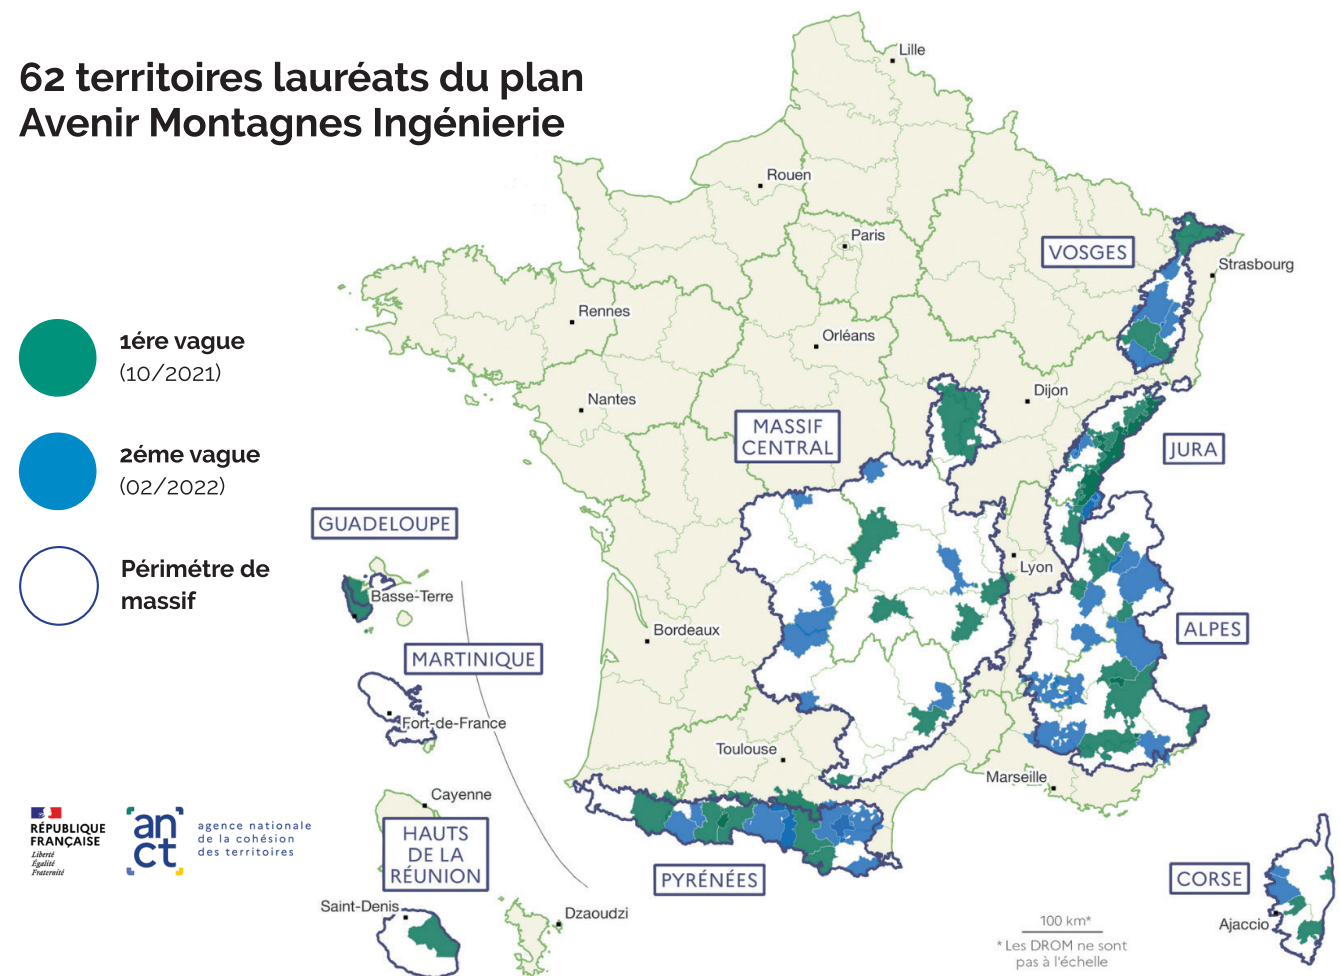 62 territoires lauréats du plan
Avenir Montagnes Ingénierie
1ére vague
(10/2021)
2éme vague
(02/2022)
Périmétre de
massif
Lille
Rouen
Paris
VOSGES
Strasbourg
Rennes
Orléans
Nantes
Dijon
MASSIF
CENTRAL
JURA
GUADELOUPE
Basse-Terre
Lyon
Bordeaux
ALPES
MARTINIQUE
Fort-de-France
Toulouse
Marseille
Cayenne
HAUTS
DE LA
RÉUNION
PYRÉNÉES
CORSE
Saint-Denis
Dzaoudzi
Ajaccio
100 km*
* Les DROM ne sont
pas à l'échelle
RÉPUBLIQUE
FRANÇAISE
Liberté
Égalité
Fraternité
an
ct
agence nationale
de la cohésion
des territoires